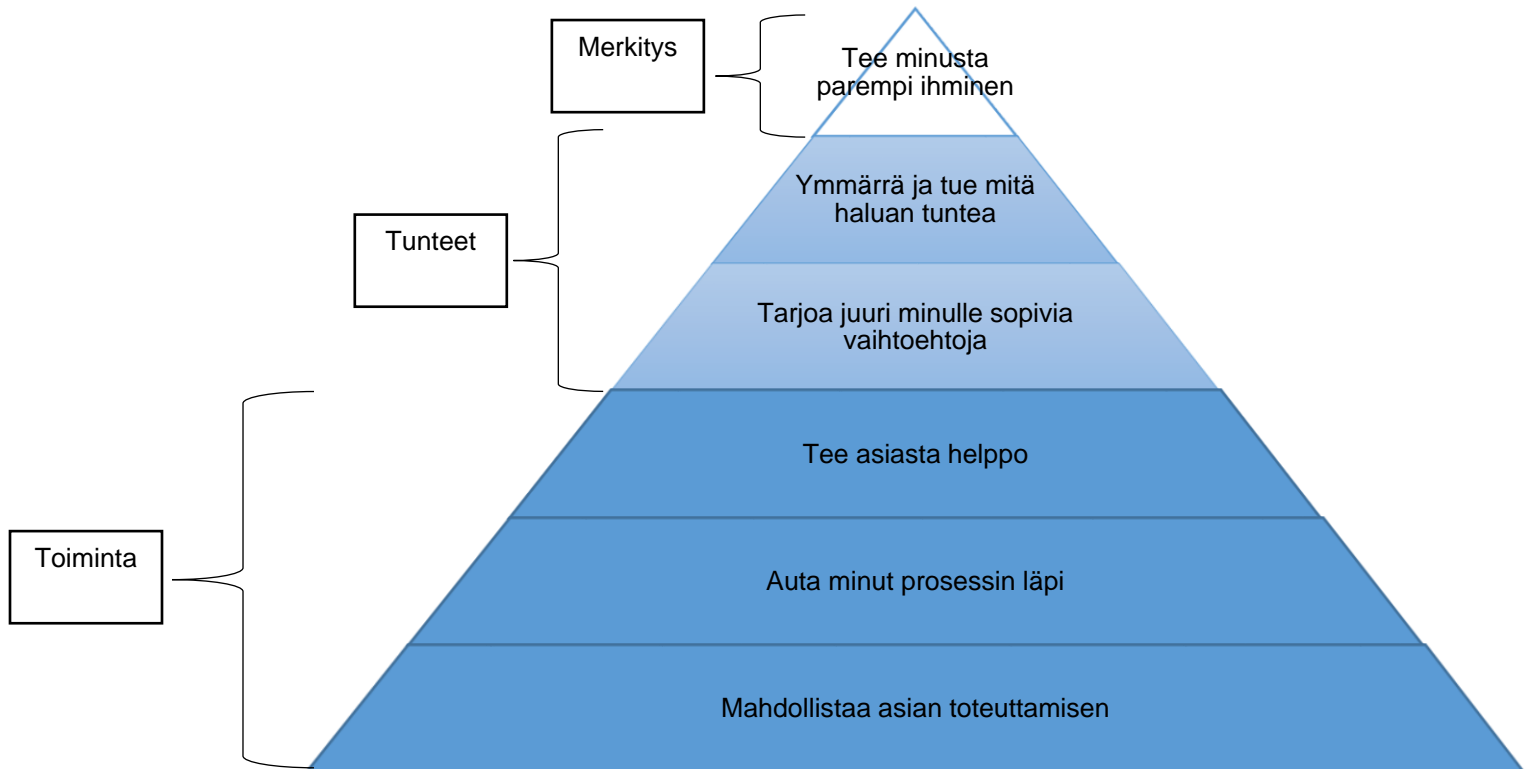 Merkitys
Tee minusta
parempi ihminen
Ymmärrä ja tue mitä
haluan tuntea
Tunteet
Tarjoa juuri minulle sopivia
vaihtoehtoja
Tee asiasta helppo
Toiminta
Auta minut prosessin läpi
Mahdollistaa asian toteuttamisen